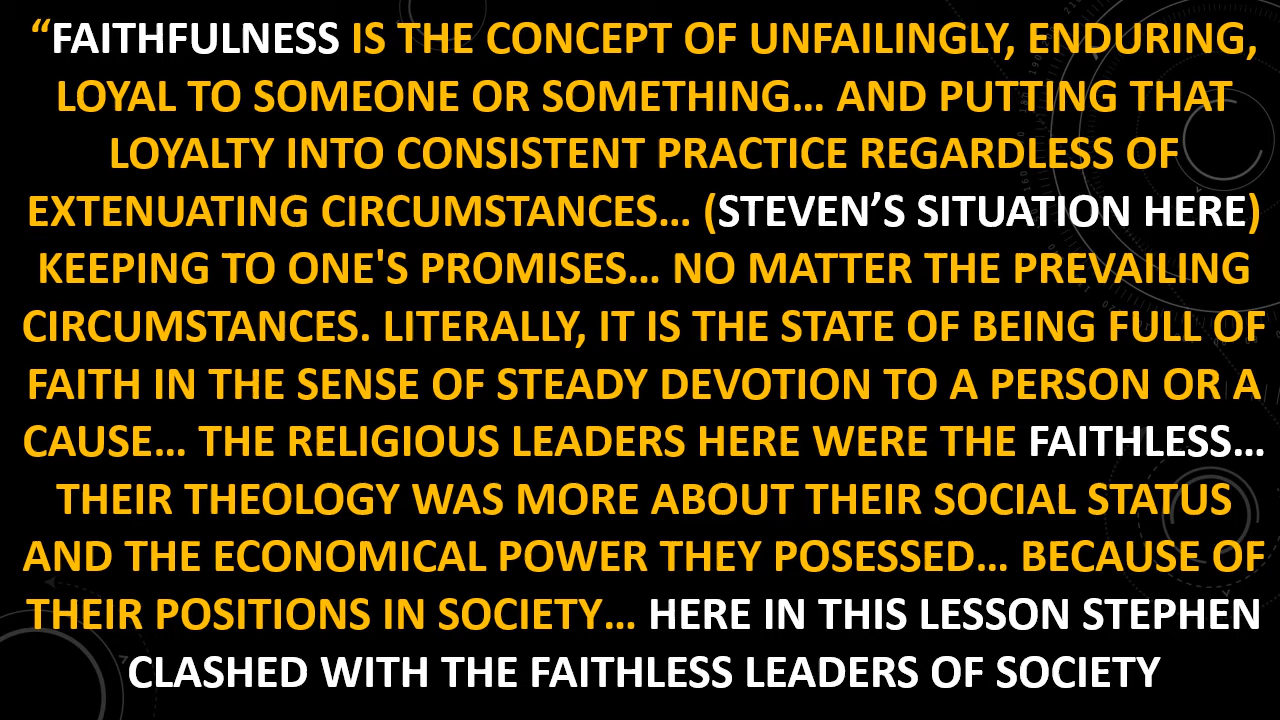 “FAITHFULNESS IS THE CONCEPT OF UNFAILINGLY, ENDURING,
LOYAL TO SOMEONE OR SOMETHING… AND PUTTING THAT
LOYALTY INTO CONSISTENT PRACTICE REGARDLESS OF
EXTENUATING CIRCUMSTANCES… (STEVEN’S SITUATION HERE)
KEEPING TO ONE'S PROMISES… NO MATTER THE PREVAILING
CIRCUMSTANCES. LITERALLY, IT IS THE STATE OF BEING FULL OF
FAITH IN THE SENSE OF STEADY DEVOTION TO A PERSON OR A
CAUSE… THE RELIGIOUS LEADERS HERE WERE THE FAITHLESS…
THEIR THEOLOGY WAS MORE ABOUT THEIR SOCIAL STATUS
AND THE ECONOMICAL POWER THEY POSESSED… BECAUSE OF
THEIR POSITIONS IN SOCIETY… HERE IN THIS LESSON STEPHEN
CLASHED WITH THE FAITHLESS LEADERS OF SOCIETY